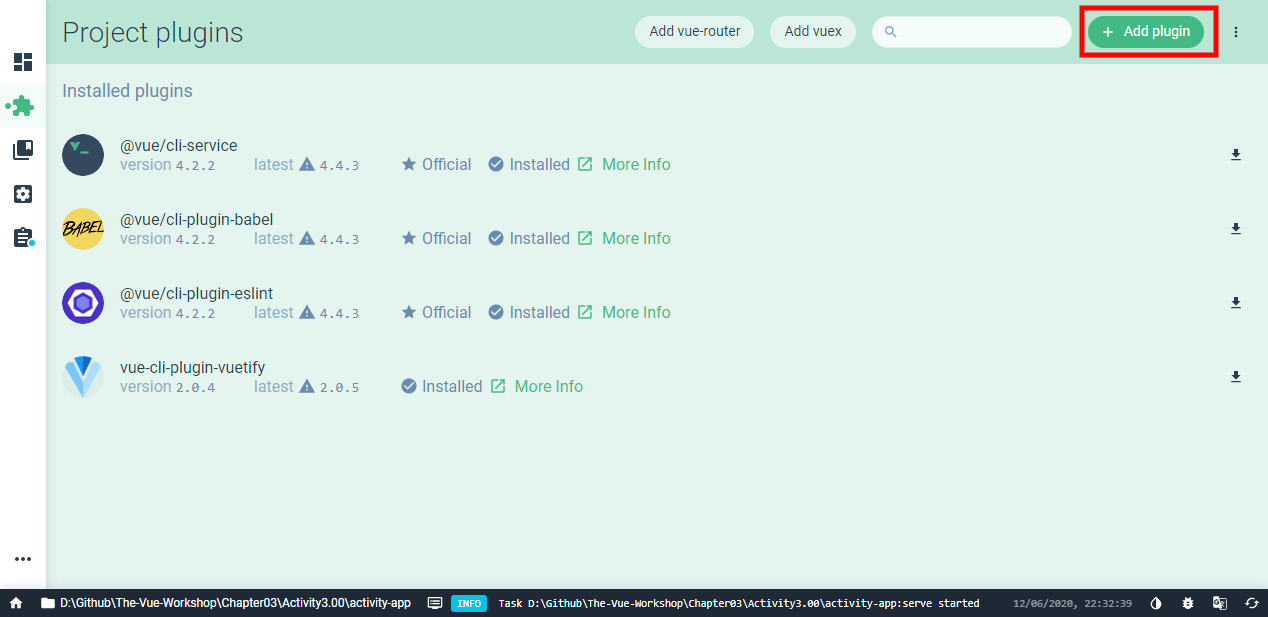 Project plugins
Add vue-router
Add vuex
+ Add plugin
Installed plugins
@vue/cli-service
version 4.2.2 latest 4.4.3 Official Installed More Info
BABEL
@vue/cli-plugin-babel
version 4.2.2 latest 4.4.3 Official Installed More Info
@vue/cli-plugin-eslint
version 4.2.2 latest 4.4.3 Official Installed More Info
vue-cli-plugin-vuetify
version 2.0.4 latest 2.0.5 Installed More Info
D:\Github\The-Vue-Workshop\Chapter03\Activity3.00\activity-app INFO Task D:\Github\The-Vue-Workshop\Chapter03\Activity3.00\activity-app:serve started 12/06/2020, 22:32:39